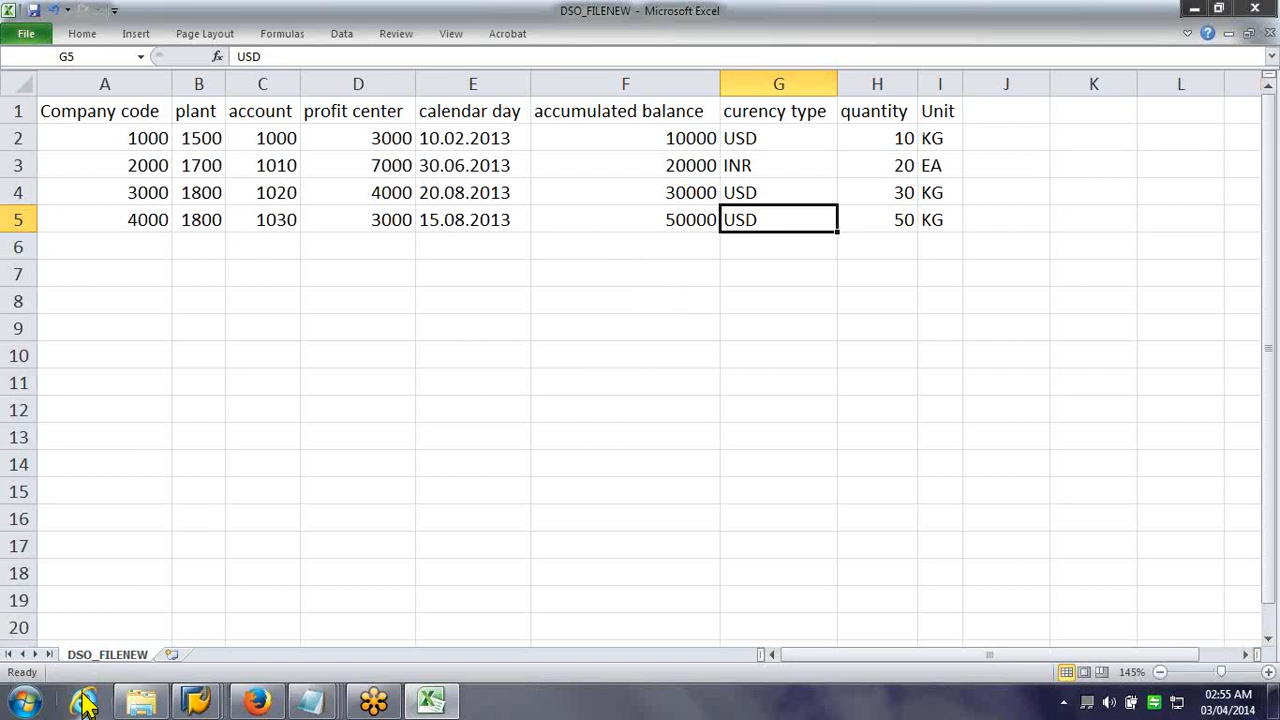 DSO_FILENEW - Microsoft Excel
File Home Insert Page Layout Formulas Data Review View Acrobat
G5 fx USD
A B C D E F G H I J K L
1 Company code plant account profit center calendar day accumulated balance curency type quantity Unit
2 1000 1500 1000 3000 10.02.2013 10000 USD 10 KG
3 2000 1700 1010 7000 30.06.2013 20000 INR 20 EA
4 3000 1800 1020 4000 20.08.2013 30000 USD 30 KG
5 4000 1800 1030 3000 15.08.2013 50000 USD 50 KG
6
7
8
9
10
11
12
13
14
15
16
17
18
19
20
DSO_FILENEW
Ready 145%
02:55 AM
03/04/2014